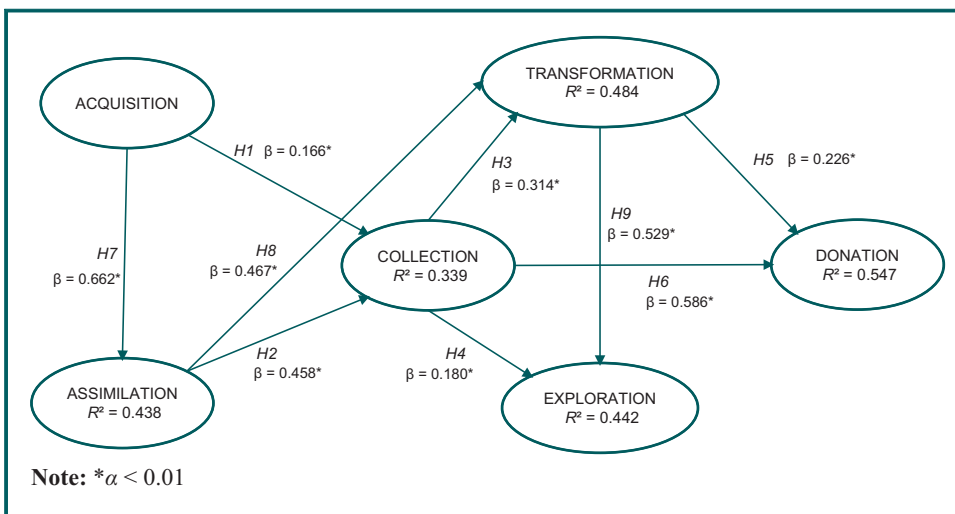 TRANSFORMATION
R² = 0.484
ACQUISITION
H1 β = 0.166*
H3
β = 0.314*
H5 β = 0.226*
H7
β = 0.662*
H8
β = 0.467*
COLLECTION
R² = 0.339
H9
β = 0.529*
H6
β = 0.586*
DONATION
R² = 0.547
H2
β = 0.458*
H4
β = 0.180*
ASSIMILATION
R² = 0.438
EXPLORATION
R² = 0.442
Note: *α < 0.01